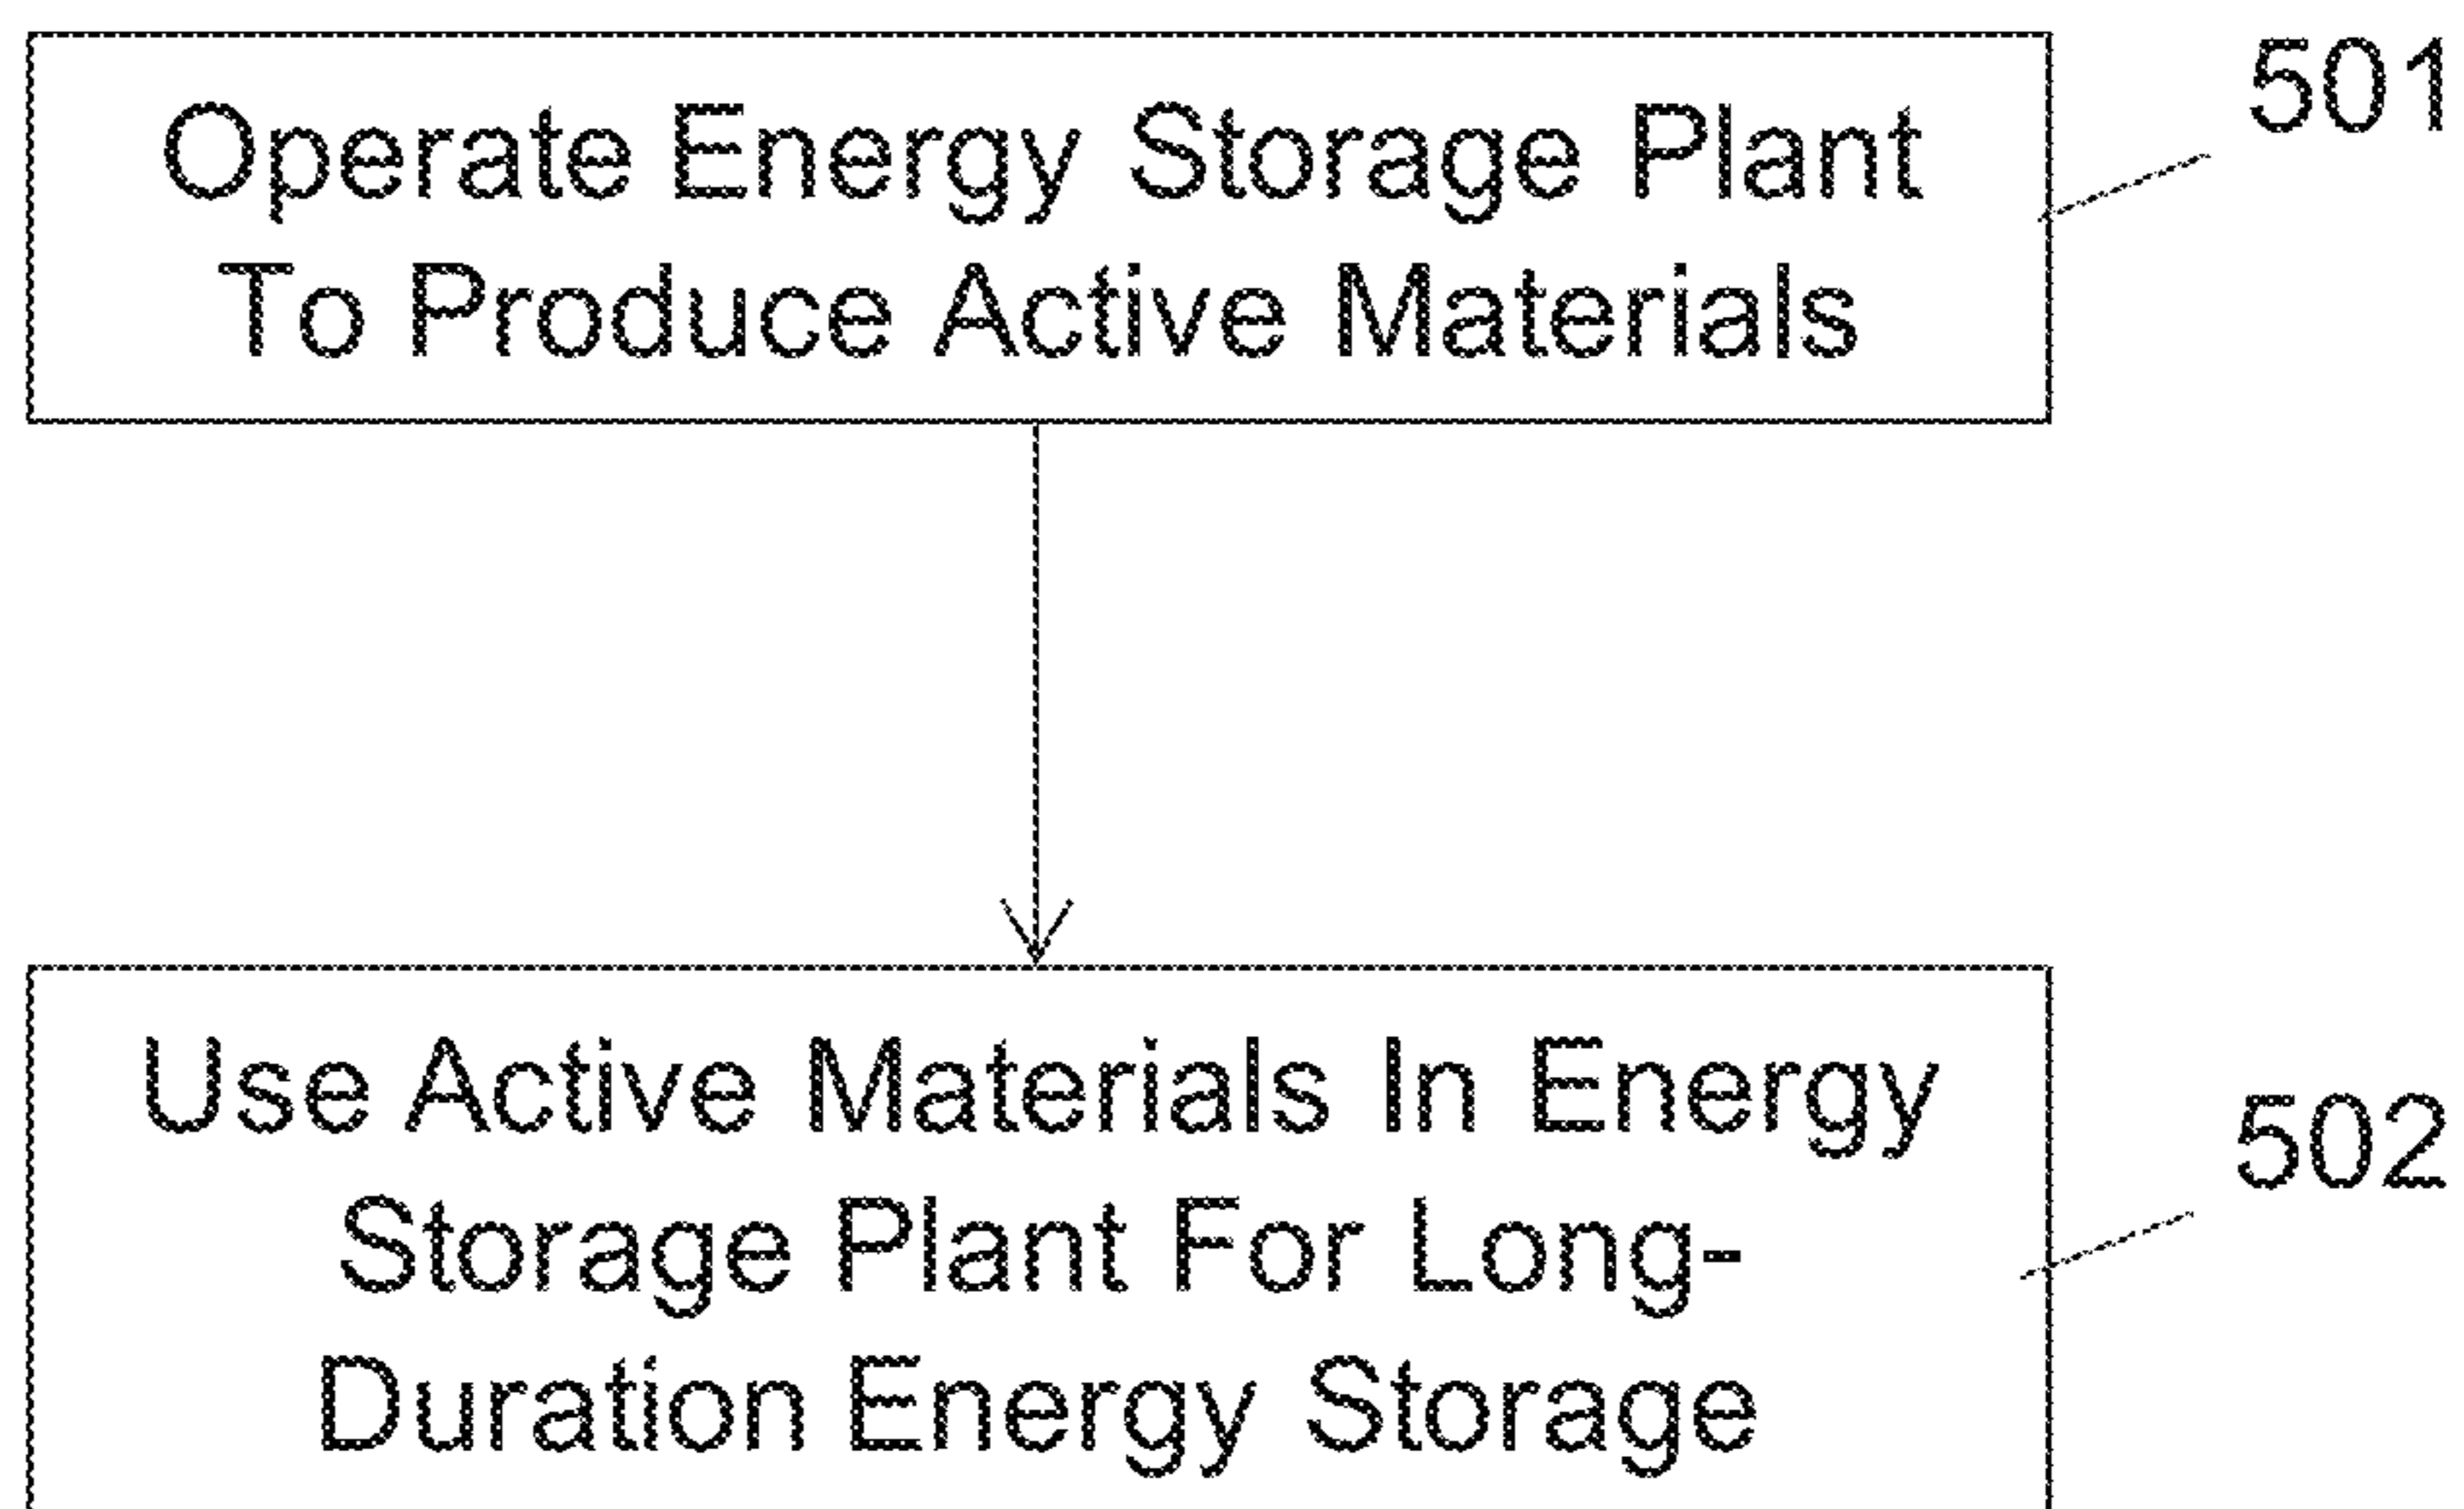 501
Operate Energy Storage Plant
To Produce Active Materials
Use Active Materials In Energy
502
Storage Plant For Long-
Duration Energy Storage